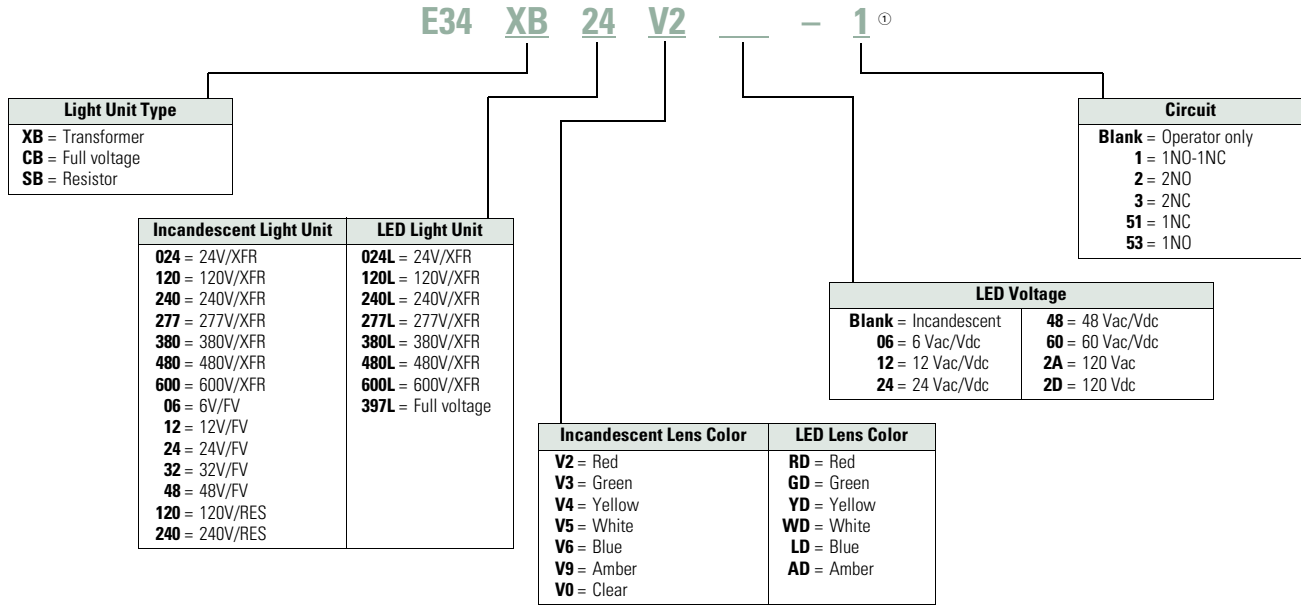 E34 XB 24 V2 ___ – 1 ①
Light Unit Type
XB = Transformer
CB = Full voltage
SB = Resistor
Incandescent Light Unit
024 = 24V/XFR
120 = 120V/XFR
240 = 240V/XFR
277 = 277V/XFR
380 = 380V/XFR
480 = 480V/XFR
600 = 600V/XFR
06 = 6V/FV
12 = 12V/FV
24 = 24V/FV
32 = 32V/FV
48 = 48V/FV
120 = 120V/RES
240 = 240V/RES
LED Light Unit
024L = 24V/XFR
120L = 120V/XFR
240L = 240V/XFR
277L = 277V/XFR
380L = 380V/XFR
480L = 480V/XFR
600L = 600V/XFR
397L = Full voltage
Incandescent Lens Color
V2 = Red
V3 = Green
V4 = Yellow
V5 = White
V6 = Blue
V9 = Amber
V0 = Clear
LED Lens Color
RD = Red
GD = Green
YD = Yellow
WD = White
LD = Blue
AD = Amber
LED Voltage
Blank = Incandescent
06 = 6 Vac/Vdc
12 = 12 Vac/Vdc
24 = 24 Vac/Vdc
48 = 48 Vac/Vdc
60 = 60 Vac/Vdc
2A = 120 Vac
2D = 120 Vdc
Circuit
Blank = Operator only
1 = 1NO-1NC
2 = 2NO
3 = 2NC
51 = 1NC
53 = 1NO